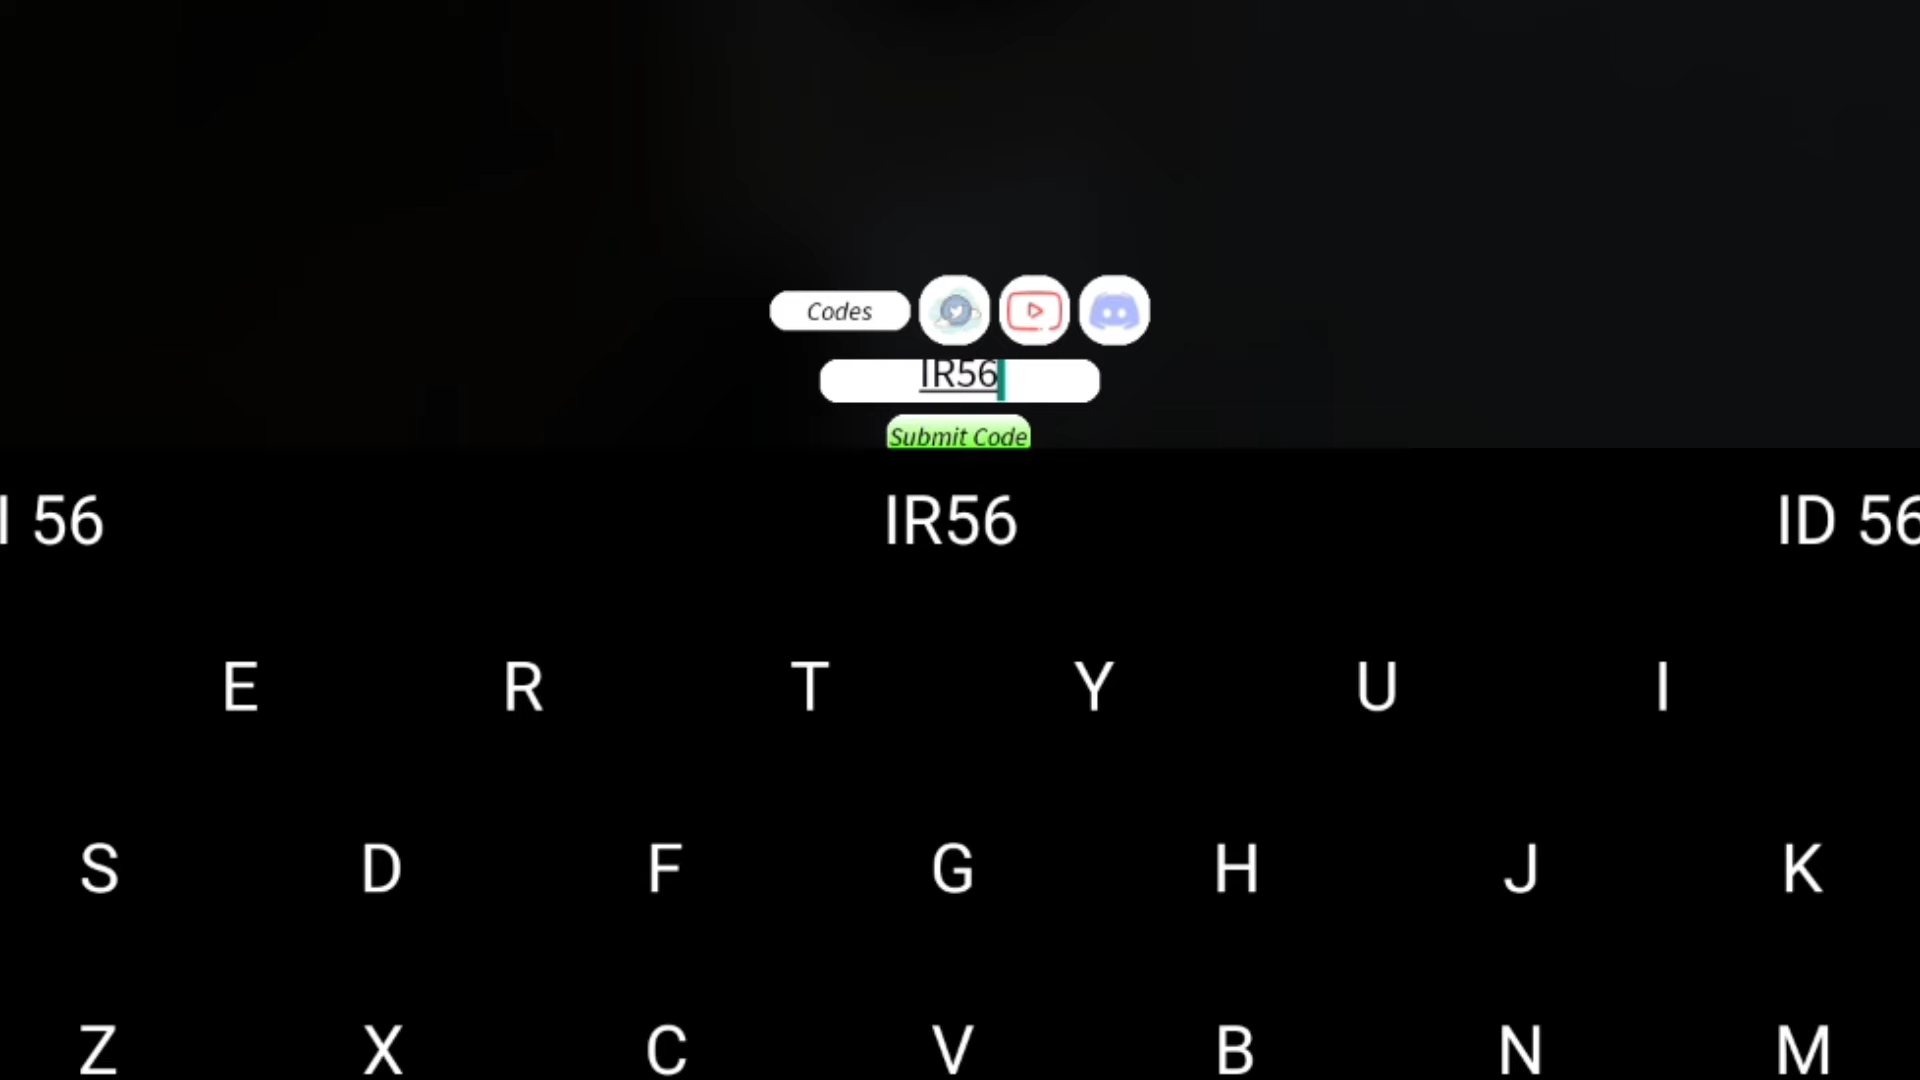 Codes
IR56
Submit Code
I 56 IR56 ID 56
E R T Y U I
S D F G H J K
Z X C V B N M